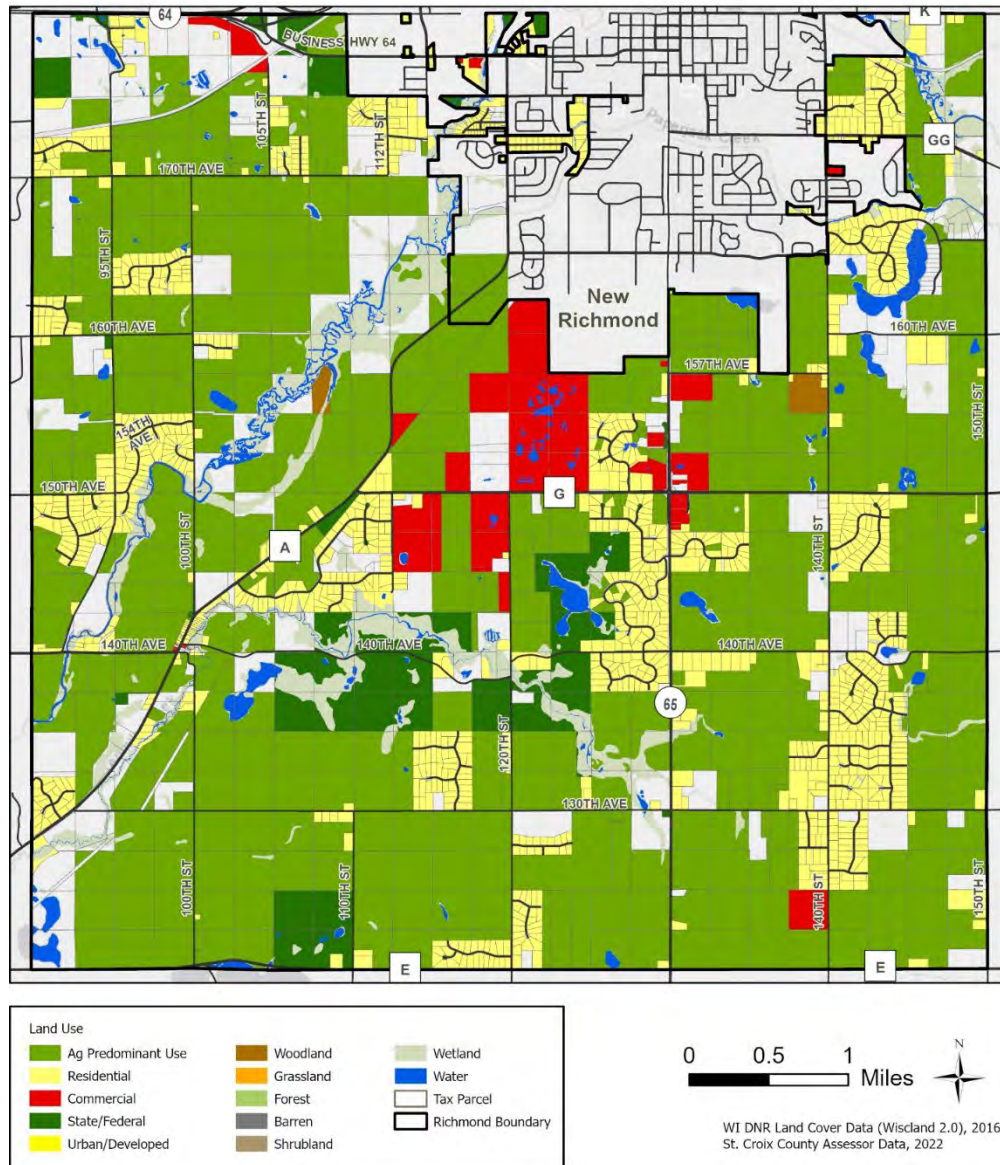 64
K
BUSINESS HWY 64
105TH ST
112TH ST
Paperjack Creek
GG
170TH AVE
95TH ST
New
Richmond
160TH AVE
160TH AVE
157TH AVE
154TH
AVE
150TH ST
150TH AVE
G
100TH ST
A
140TH ST
140TH AVE
140TH AVE
140TH AVE
65
120TH ST
130TH AVE
100TH ST
110TH ST
140TH ST
150TH ST
E
E
Land Use
Ag Predominant Use
Residential
Commercial
State/Federal
Urban/Developed
Woodland
Grassland
Forest
Barren
Shrubland
Wetland
Water
Tax Parcel
Richmond Boundary
0 0.5 1
Miles
N
WI DNR Land Cover Data (Wiscland 2.0), 2016
St. Croix County Assessor Data, 2022